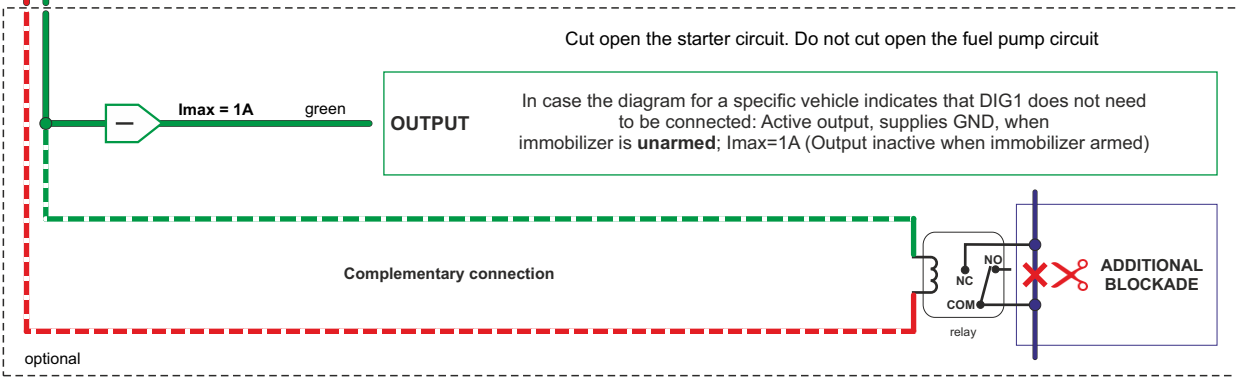 Cut open the starter circuit. Do not cut open the fuel pump circuit
Imax = 1A
green
OUTPUT
In case the diagram for a specific vehicle indicates that DIG1 does not need
to be connected: Active output, supplies GND, when
immobilizer is unarmed; Imax=1A (Output inactive when immobilizer armed)
Complementary connection
NC
NO
COM
relay
ADDITIONAL
BLOCKADE
optional